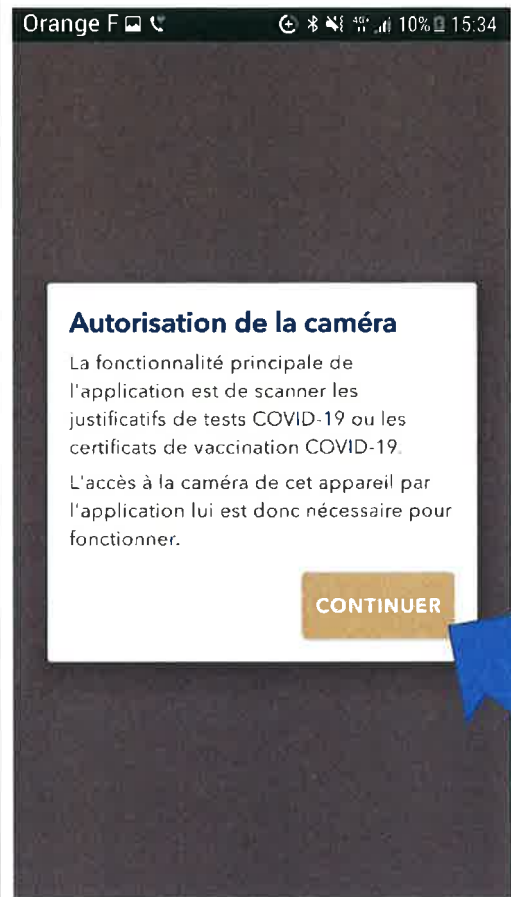 Orange F 4G+ 10% 15:34
Autorisation de la caméra
La fonctionnalité principale de
l'application est de scanner les
justificatifs de tests COVID-19 ou les
certificats de vaccination COVID-19.
L'accès à la caméra de cet appareil par
l'application lui est donc nécessaire pour
fonctionner.
CONTINUER